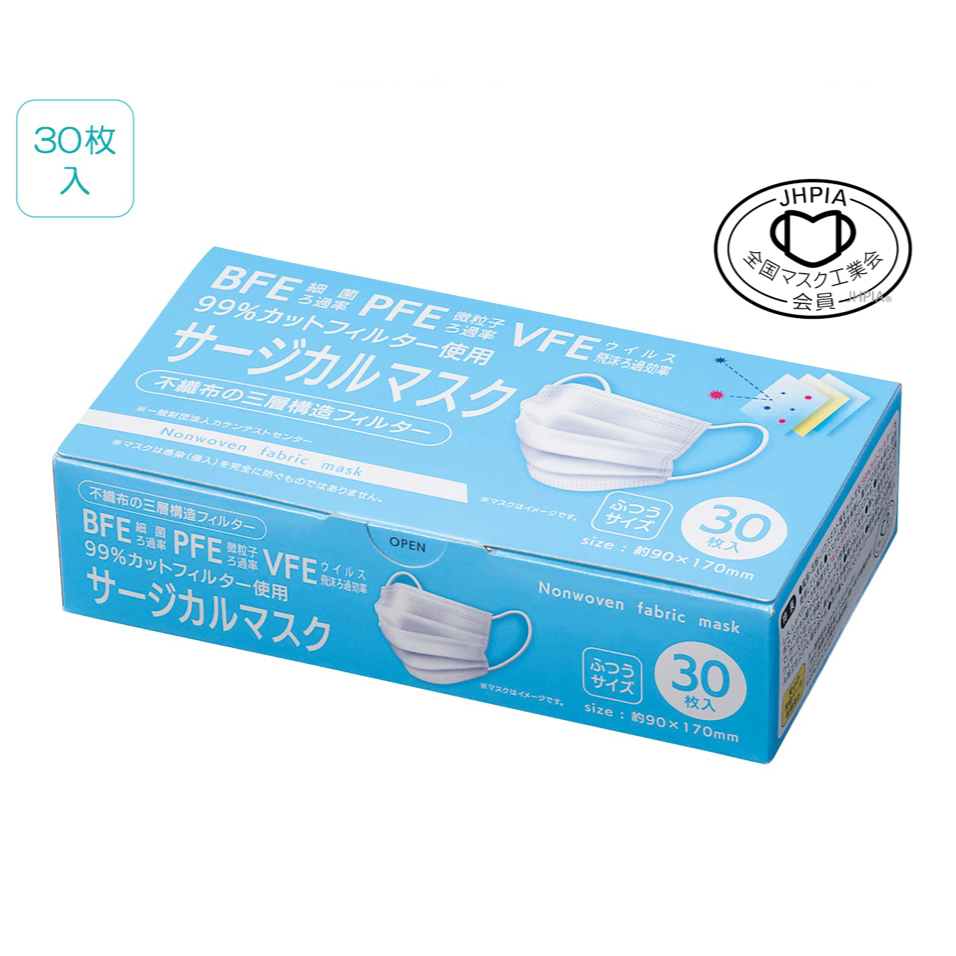 30枚
入
JHPIA
全国マスク工業会
会員
JHPIA®
BFE 細菌ろ過率 PFE 微粒子ろ過率 VFE ウイルス飛沫ろ過効率
99%カットフィルター使用
サージカルマスク
不織布の三層構造フィルター
※一般財団法人カケンテストセンター
Nonwoven fabric mask
※マスクは感染(侵入)を完全に防ぐものではありません。
※マスクはイメージです。
ふつう
サイズ
30
枚入
size : 約90×170mm
不織布の三層構造フィルター
BFE 細菌ろ過率 PFE 微粒子ろ過率 VFE ウイルス飛沫ろ過効率
99%カットフィルター使用
サージカルマスク
OPEN
※マスクはイメージです。
Nonwoven fabric mask
ふつう
サイズ
30
枚入
size : 約90×170mm